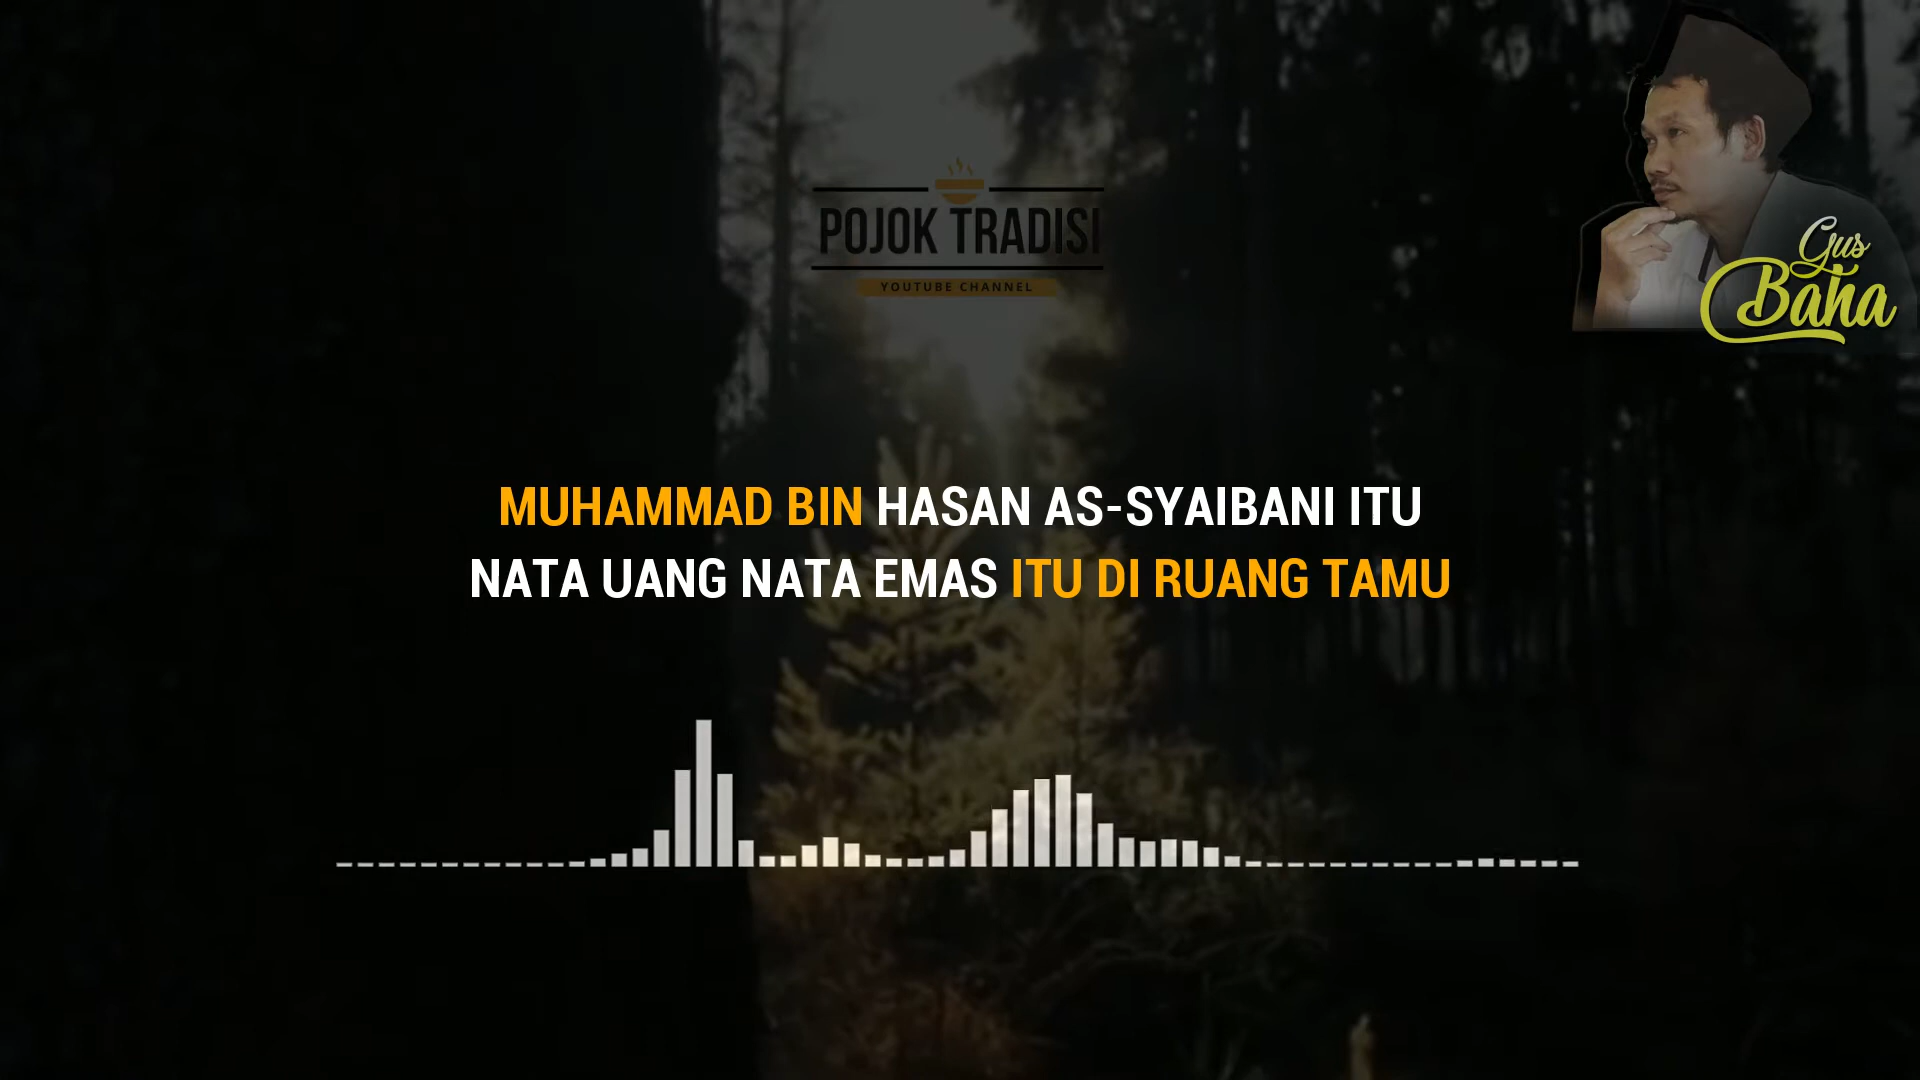 POJOK TRADISI
YOUTUBE CHANNEL
Gus
Baha
MUHAMMAD BIN HASAN AS-SYAIBANI ITU
NATA UANG NATA EMAS ITU DI RUANG TAMU